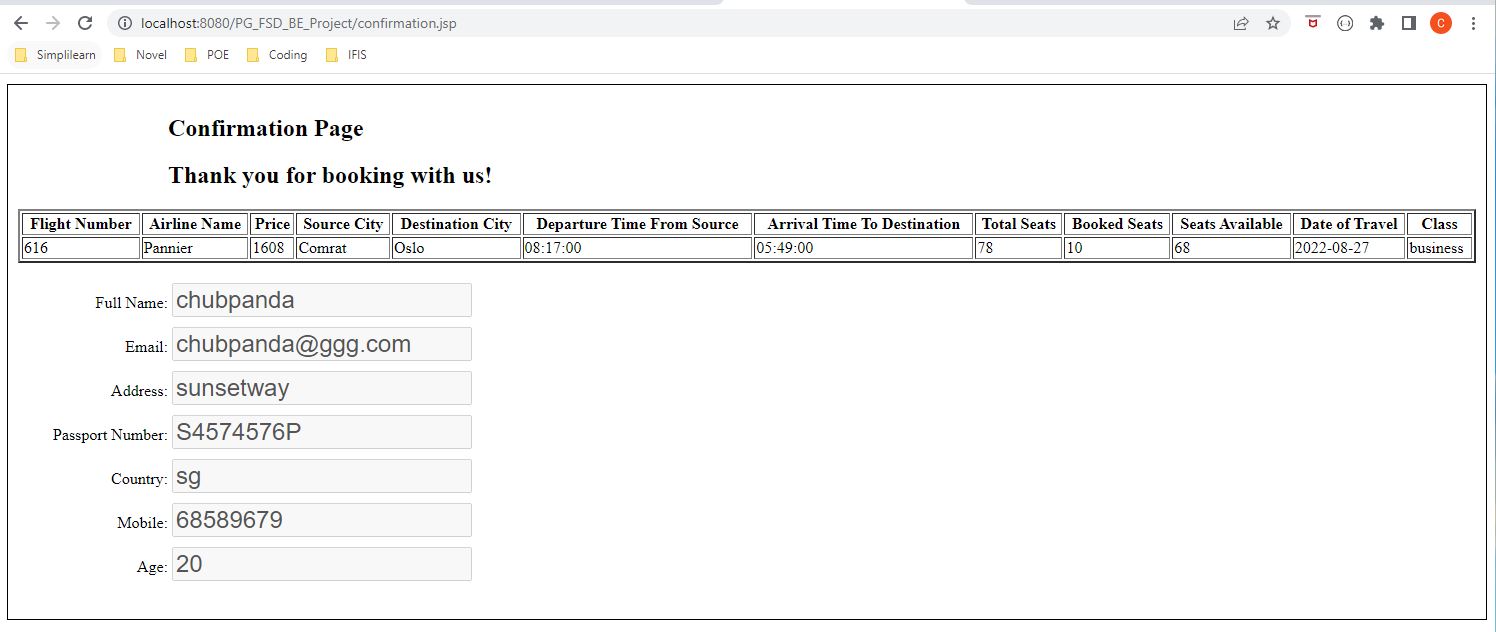 localhost:8080/PG_FSD_BE_Project/confirmation.jsp
C
Simplilearn Novel POE Coding IFIS
Confirmation Page
Thank you for booking with us!
Flight Number Airline Name Price Source City Destination City Departure Time From Source Arrival Time To Destination Total Seats Booked Seats Seats Available Date of Travel Class
616 Pannier 1608 Comrat Oslo 08:17:00 05:49:00 78 10 68 2022-08-27 business
Full Name: chubpanda
Email: chubpanda@ggg.com
Address: sunsetway
Passport Number: S4574576P
Country: sg
Mobile: 68589679
Age: 20